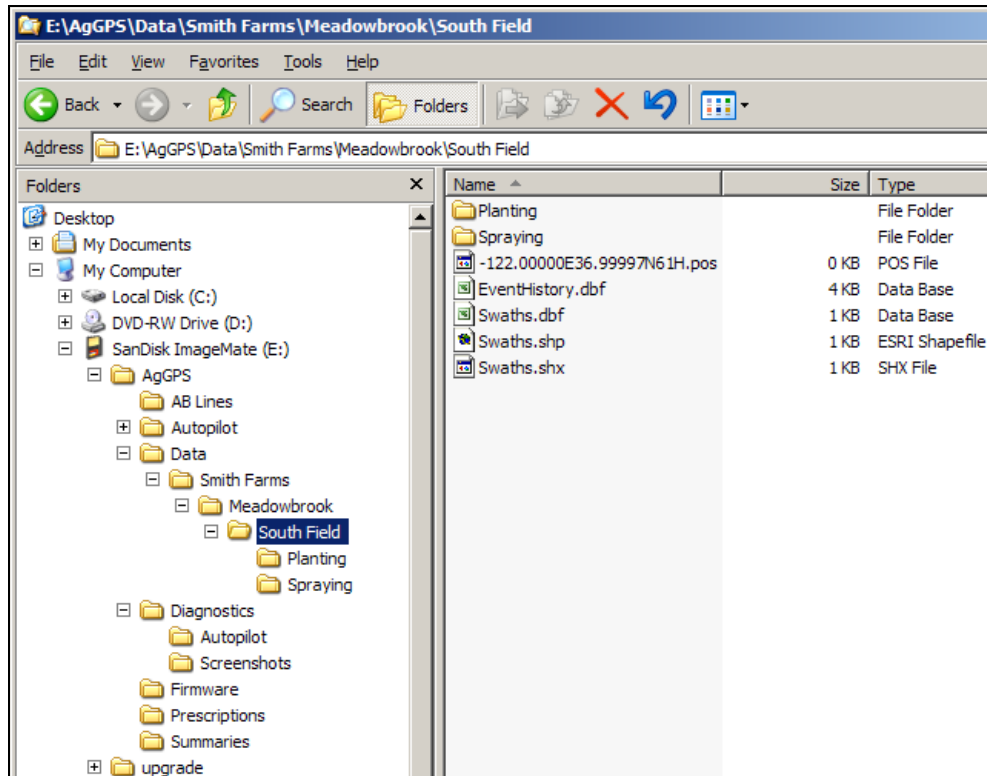 E:\AgGPS\Data\Smith Farms\Meadowbrook\South Field
File Edit View Favorites Tools Help
Back Search Folders
Address E:\AgGPS\Data\Smith Farms\Meadowbrook\South Field
Folders X
Desktop
My Documents
My Computer
Local Disk (C:)
DVD-RW Drive (D:)
SanDisk ImageMate (E:)
AgGPS
AB Lines
Autopilot
Data
Smith Farms
Meadowbrook
South Field
Planting
Spraying
Diagnostics
Autopilot
Screenshots
Firmware
Prescriptions
Summaries
upgrade
Name Size Type
Planting File Folder
Spraying File Folder
-122.00000E36.99997N61H.pos 0 KB POS File
EventHistory.dbf 4 KB Data Base
Swaths.dbf 1 KB Data Base
Swaths.shp 1 KB ESRI Shapefile
Swaths.shx 1 KB SHX File